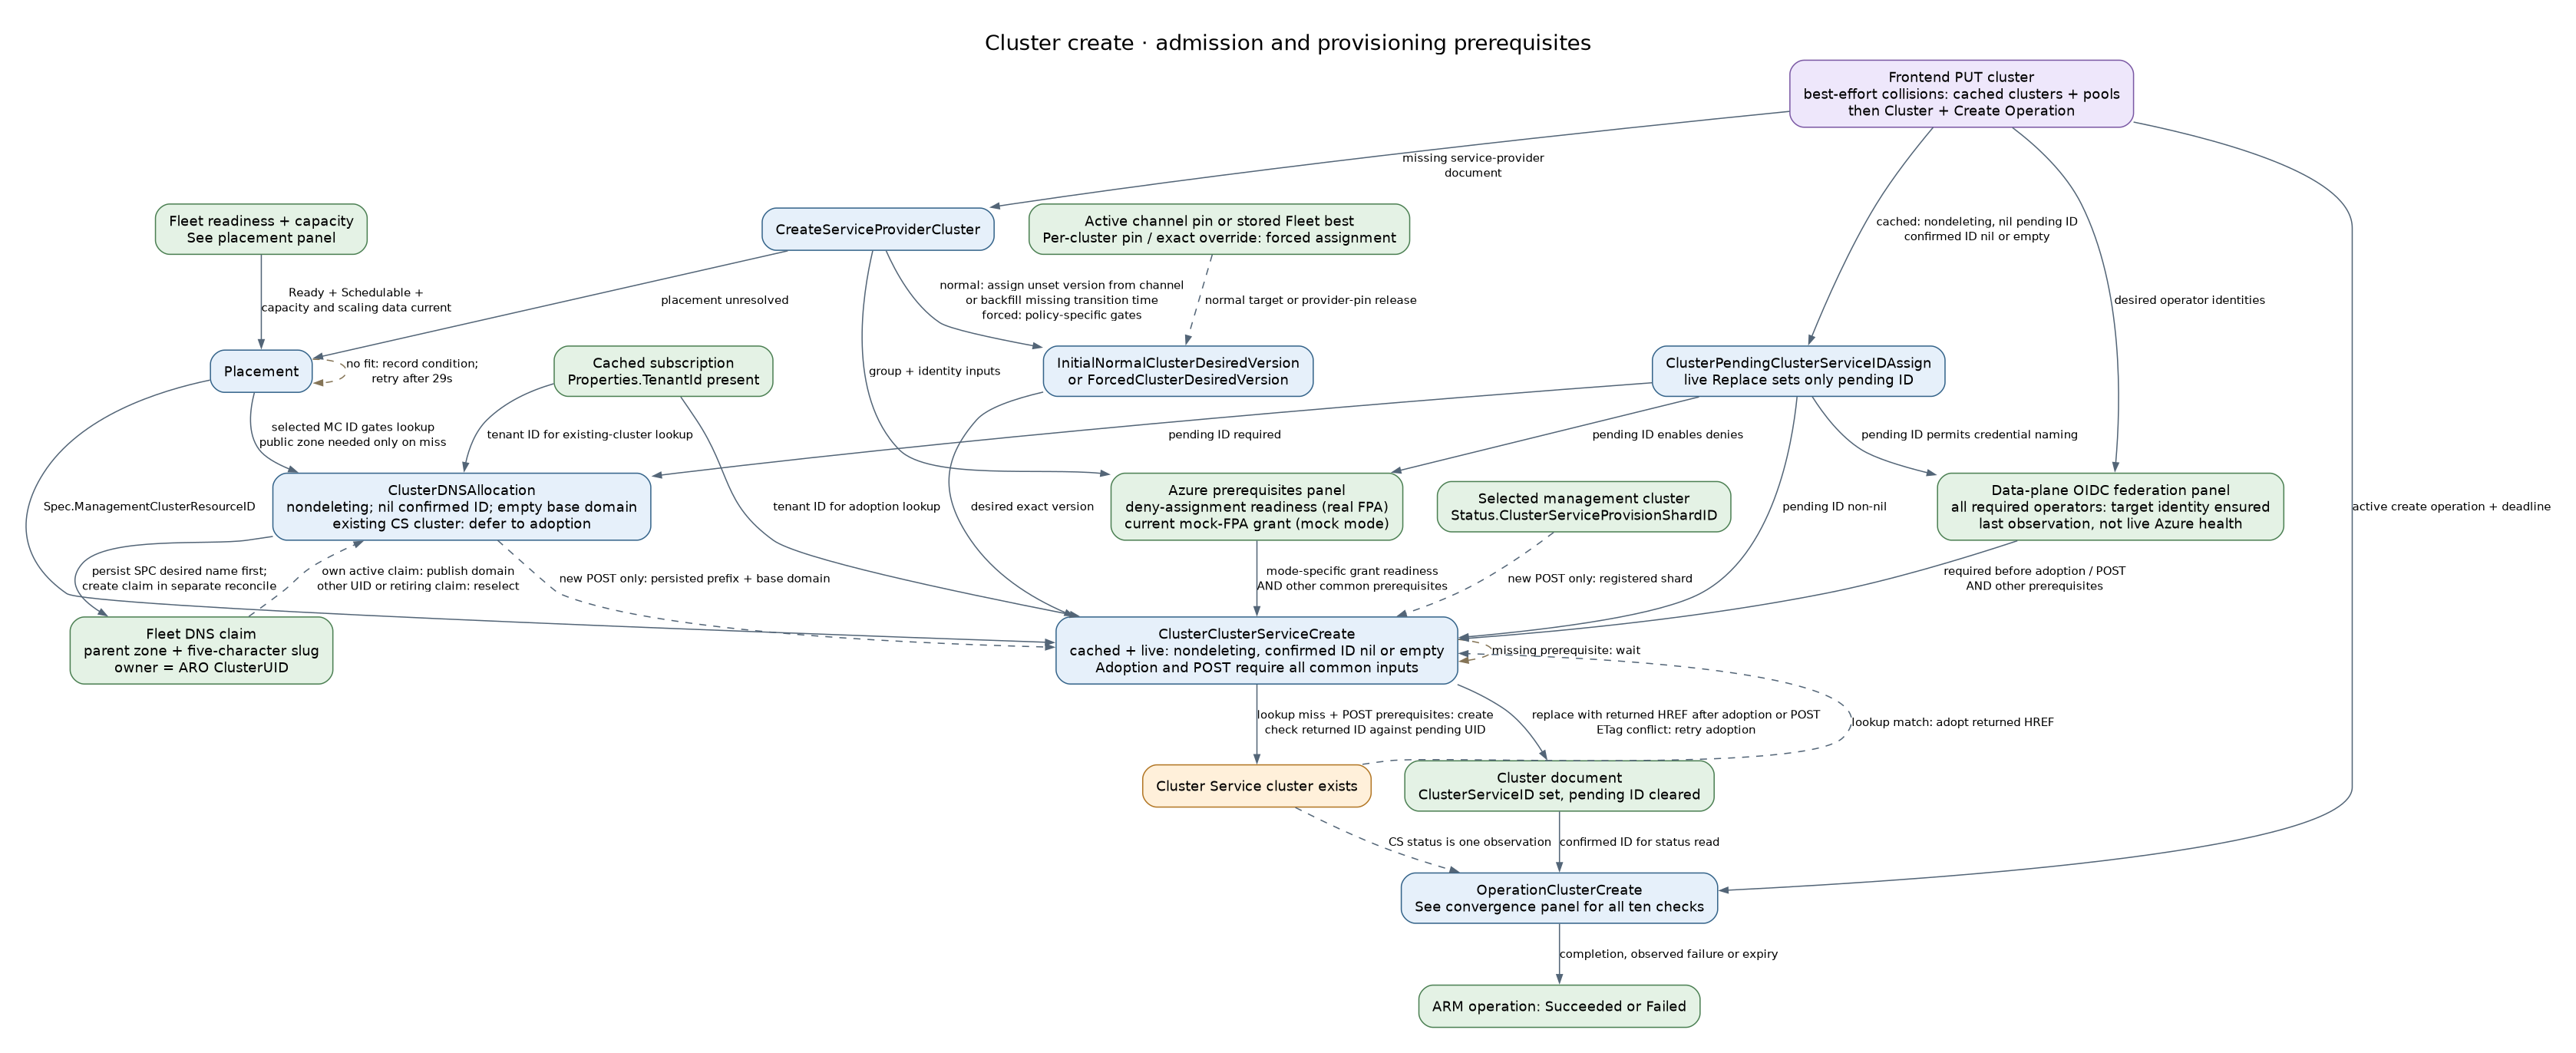 Cluster create · admission and provisioning prerequisites
Frontend PUT cluster
best-effort collisions: cached clusters + pools
then Cluster + Create Operation
missing service-provider
document
Fleet readiness + capacity
See placement panel
CreateServiceProviderCluster
Active channel pin or stored Fleet best
Per-cluster pin / exact override: forced assignment
cached: nondeleting, nil pending ID
confirmed ID nil or empty
Ready + Schedulable +
capacity and scaling data current
placement unresolved
normal: assign unset version from channel
or backfill missing transition time
forced: policy-specific gates
normal target or provider-pin release
desired operator identities
Placement
no fit: record condition;
retry after 29s
Cached subscription
Properties.TenantId present
group + identity inputs
InitialNormalClusterDesiredVersion
or ForcedClusterDesiredVersion
ClusterPendingClusterServiceIDAssign
live Replace sets only pending ID
selected MC ID gates lookup
public zone needed only on miss
tenant ID for existing-cluster lookup
pending ID required
pending ID enables denies
pending ID permits credential naming
Spec.ManagementClusterResourceID
ClusterDNSAllocation
nondeleting; nil confirmed ID; empty base domain
existing CS cluster: defer to adoption
tenant ID for adoption lookup
desired exact version
Azure prerequisites panel
deny-assignment readiness (real FPA)
current mock-FPA grant (mock mode)
Selected management cluster
Status.ClusterServiceProvisionShardID
pending ID non-nil
Data-plane OIDC federation panel
all required operators: target identity ensured
last observation, not live Azure health
active create operation + deadline
persist SPC desired name first;
create claim in separate reconcile
own active claim: publish domain
other UID or retiring claim: reselect
new POST only: persisted prefix + base domain
mode-specific grant readiness
AND other common prerequisites
new POST only: registered shard
required before adoption / POST
AND other prerequisites
Fleet DNS claim
parent zone + five-character slug
owner = ARO ClusterUID
ClusterClusterServiceCreate
cached + live: nondeleting, confirmed ID nil or empty
Adoption and POST require all common inputs
missing prerequisite: wait
lookup miss + POST prerequisites: create
check returned ID against pending UID
replace with returned HREF after adoption or POST
ETag conflict: retry adoption
lookup match: adopt returned HREF
Cluster Service cluster exists
Cluster document
ClusterServiceID set, pending ID cleared
CS status is one observation
confirmed ID for status read
OperationClusterCreate
See convergence panel for all ten checks
completion, observed failure or expiry
ARM operation: Succeeded or Failed